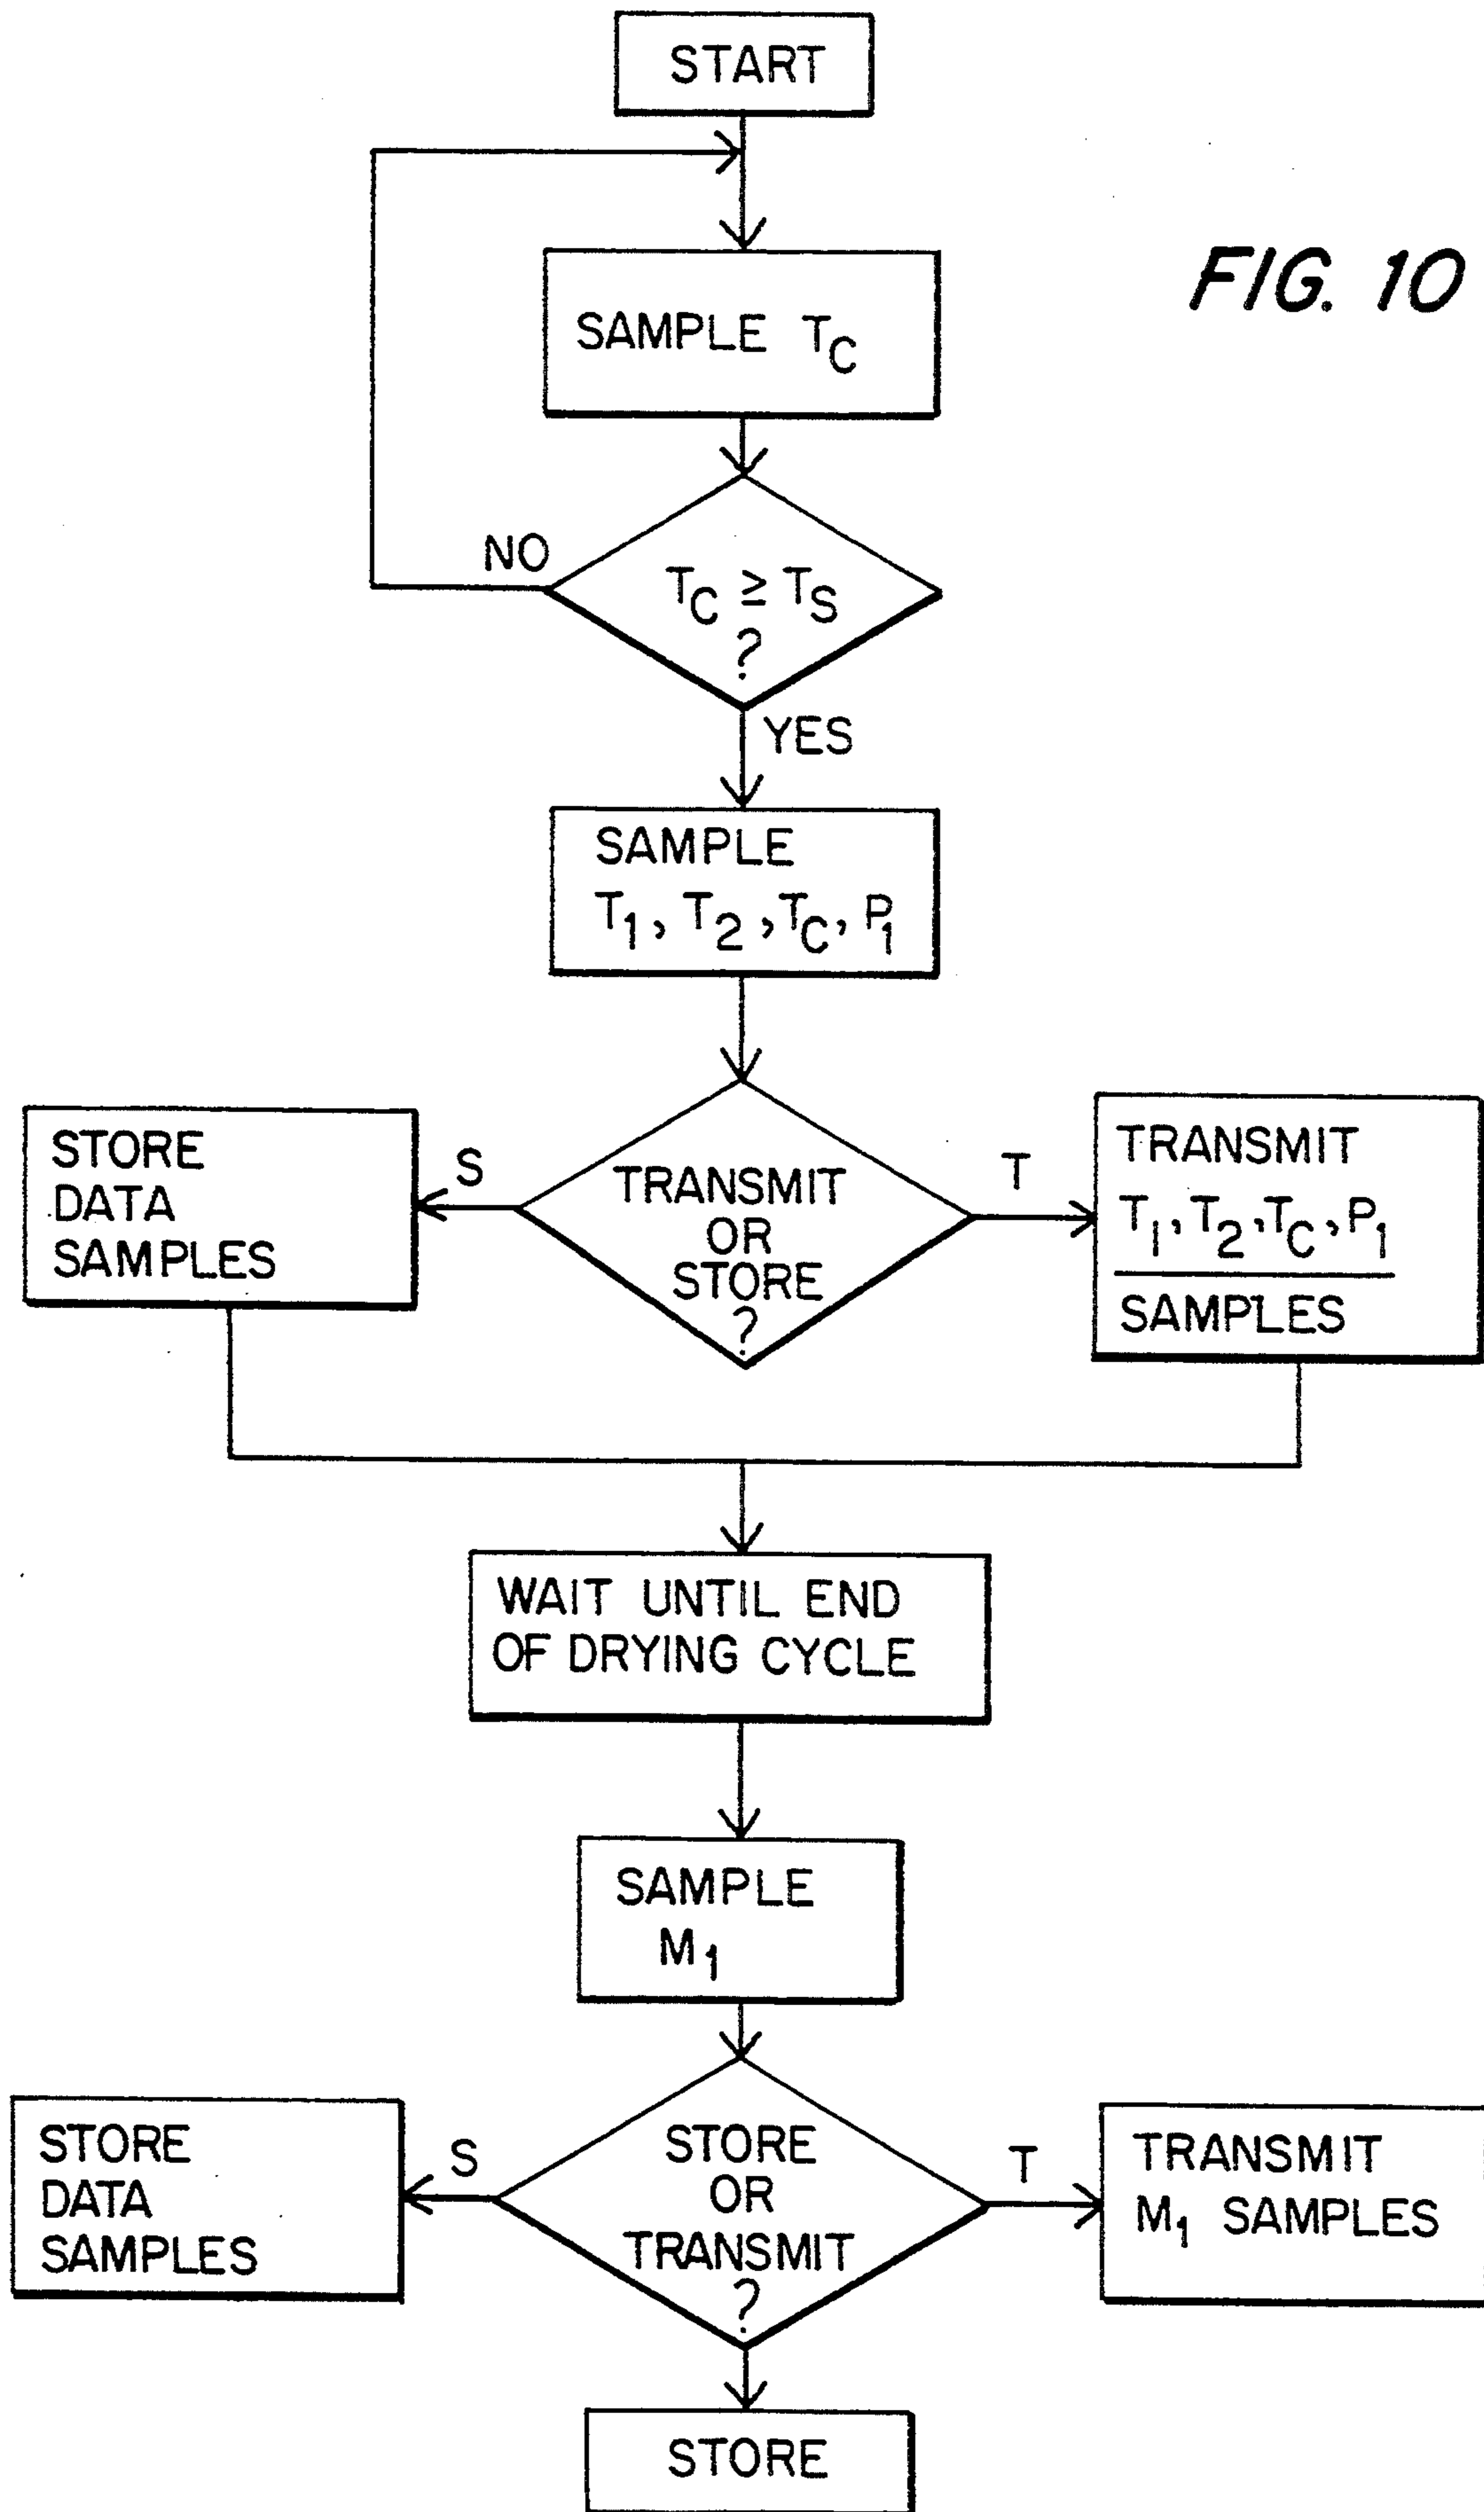 START
FIG. 10
SAMPLE T_C
NO
T_C ≥ T_S
?
YES
SAMPLE
T_1, T_2, T_C, P_1
STORE
DATA
SAMPLES
S
TRANSMIT
OR
STORE
?
T
TRANSMIT
T_1, T_2, T_C, P_1
SAMPLES
WAIT UNTIL END
OF DRYING CYCLE
SAMPLE
M_1
STORE
DATA
SAMPLES
S
STORE
OR
TRANSMIT
?
T
TRANSMIT
M_1 SAMPLES
STORE